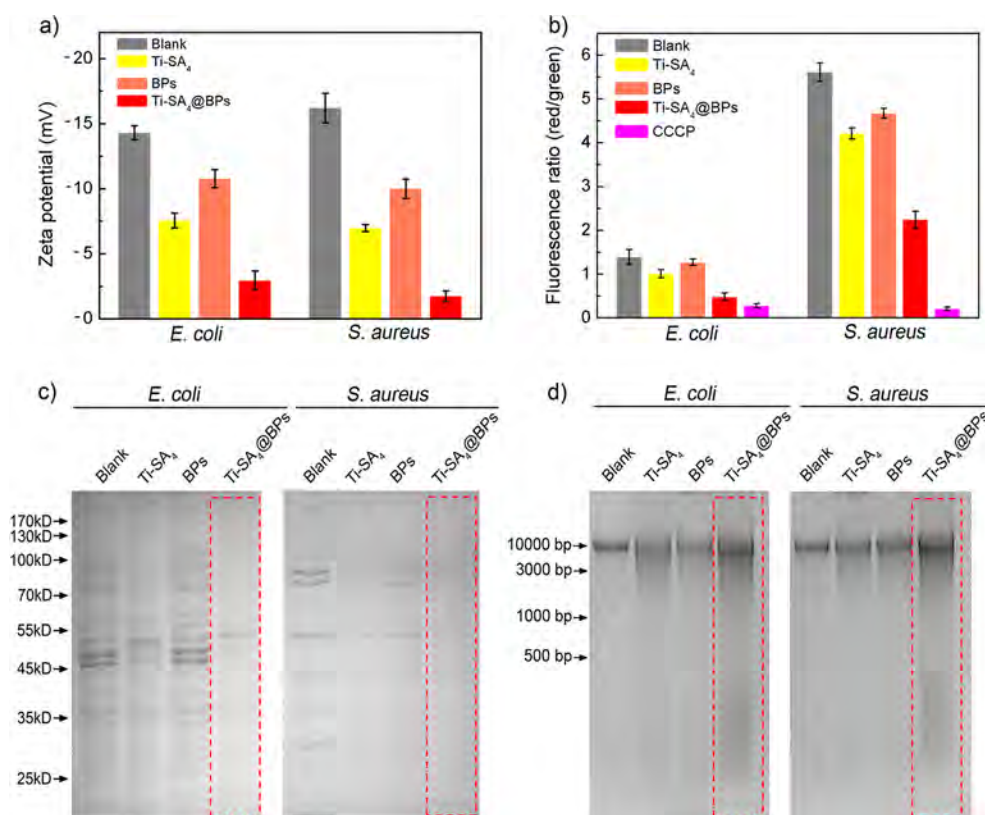 a)
Blank
Ti-SA₄
BPs
Ti-SA₄@BPs
Zeta potential (mV)
-20
-15
-10
-5
-0
E. coli
S. aureus
b)
Blank
Ti-SA₄
BPs
Ti-SA₄@BPs
CCCP
Fluorescence ratio (red/green)
6
5
4
3
2
1
0
E. coli
S. aureus
c)
E. coli
S. aureus
Blank
Ti-SA₄
BPs
Ti-SA₄@BPs
Blank
Ti-SA₄
BPs
Ti-SA₄@BPs
170kD
130kD
100kD
70kD
55kD
45kD
35kD
25kD
d)
E. coli
S. aureus
Blank
Ti-SA₄
BPs
Ti-SA₄@BPs
Blank
Ti-SA₄
BPs
Ti-SA₄@BPs
10000 bp
3000 bp
1000 bp
500 bp